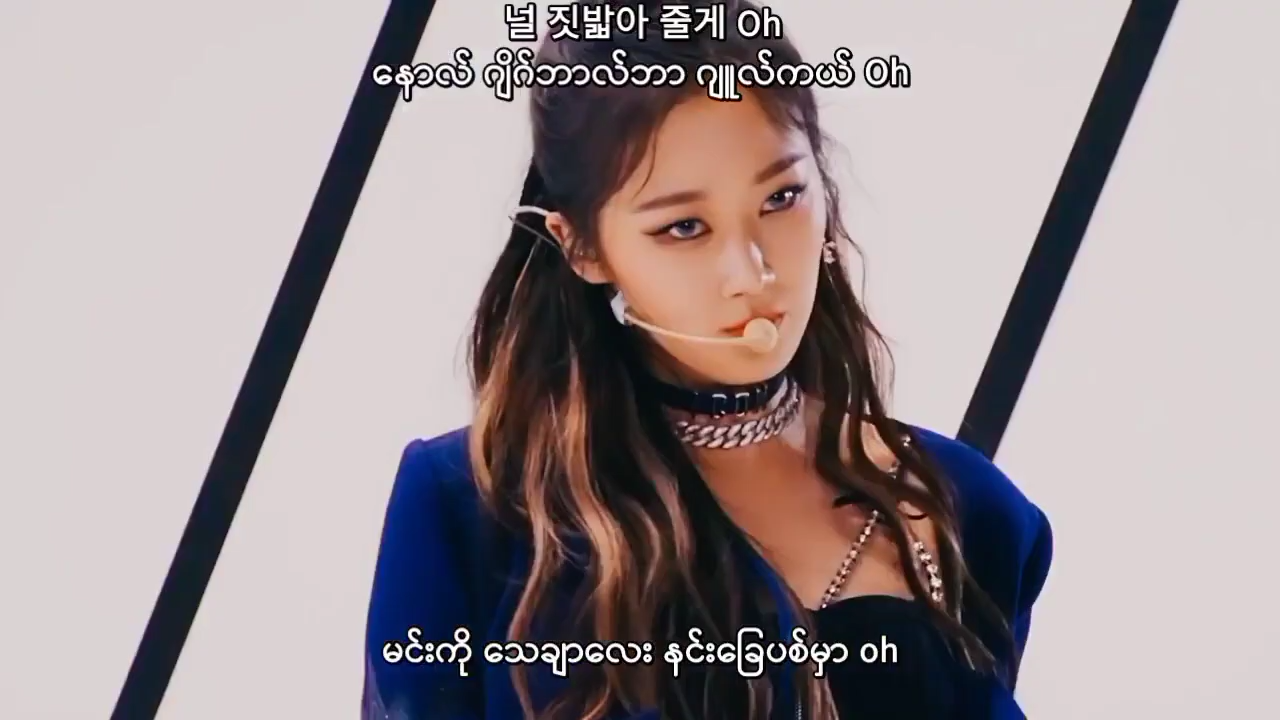 널 짓밟아 줄게 Oh
နောလ် ဂျိဂ်ဘာလ်ဘာ ဂျူလ်ကယ် Oh
မင်းကို သေချာလေး နင်းခြေပစ်မှာ oh